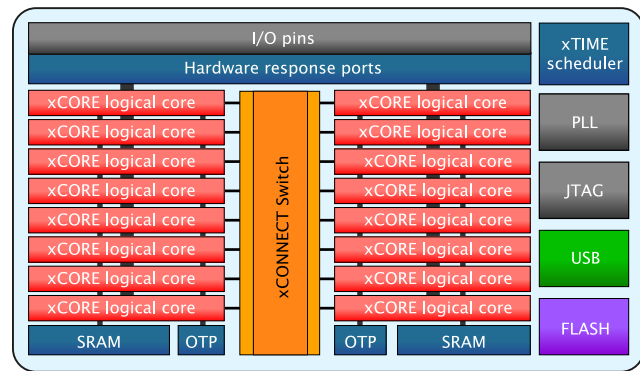 I/O pins
Hardware response ports
xTIME
scheduler
xCORE logical core
xCORE logical core
xCORE logical core
xCORE logical core
xCORE logical core
xCORE logical core
xCORE logical core
xCORE logical core
SRAM
OTP
xCONNECT Switch
xCORE logical core
xCORE logical core
xCORE logical core
xCORE logical core
xCORE logical core
xCORE logical core
xCORE logical core
xCORE logical core
OTP
SRAM
PLL
JTAG
USB
FLASH